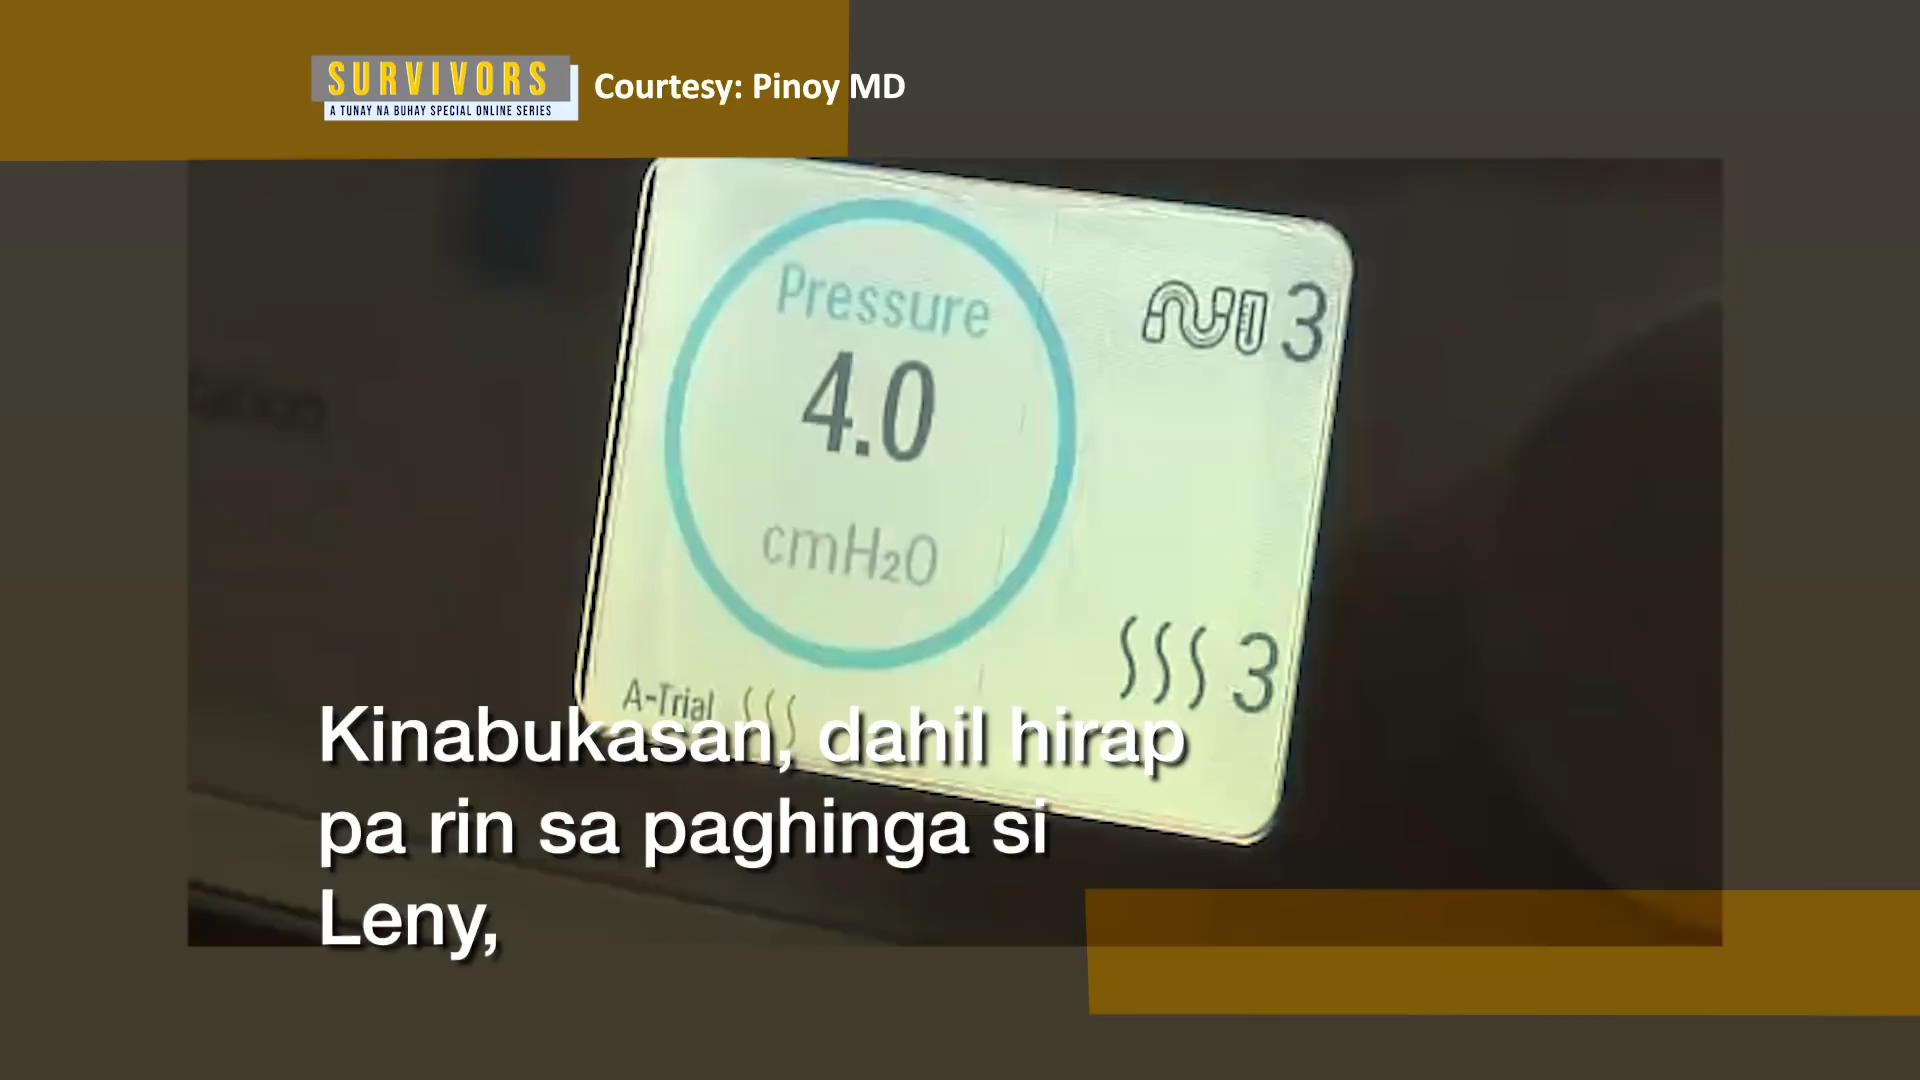 SURVIVORS
A TUNAY NA BUHAY SPECIAL ONLINE SERIES
Courtesy: Pinoy MD
Pressure
4.0
cmH₂O
3
3
A-Trial
Kinabukasan, dahil hirap
pa rin sa paghinga si
Leny,